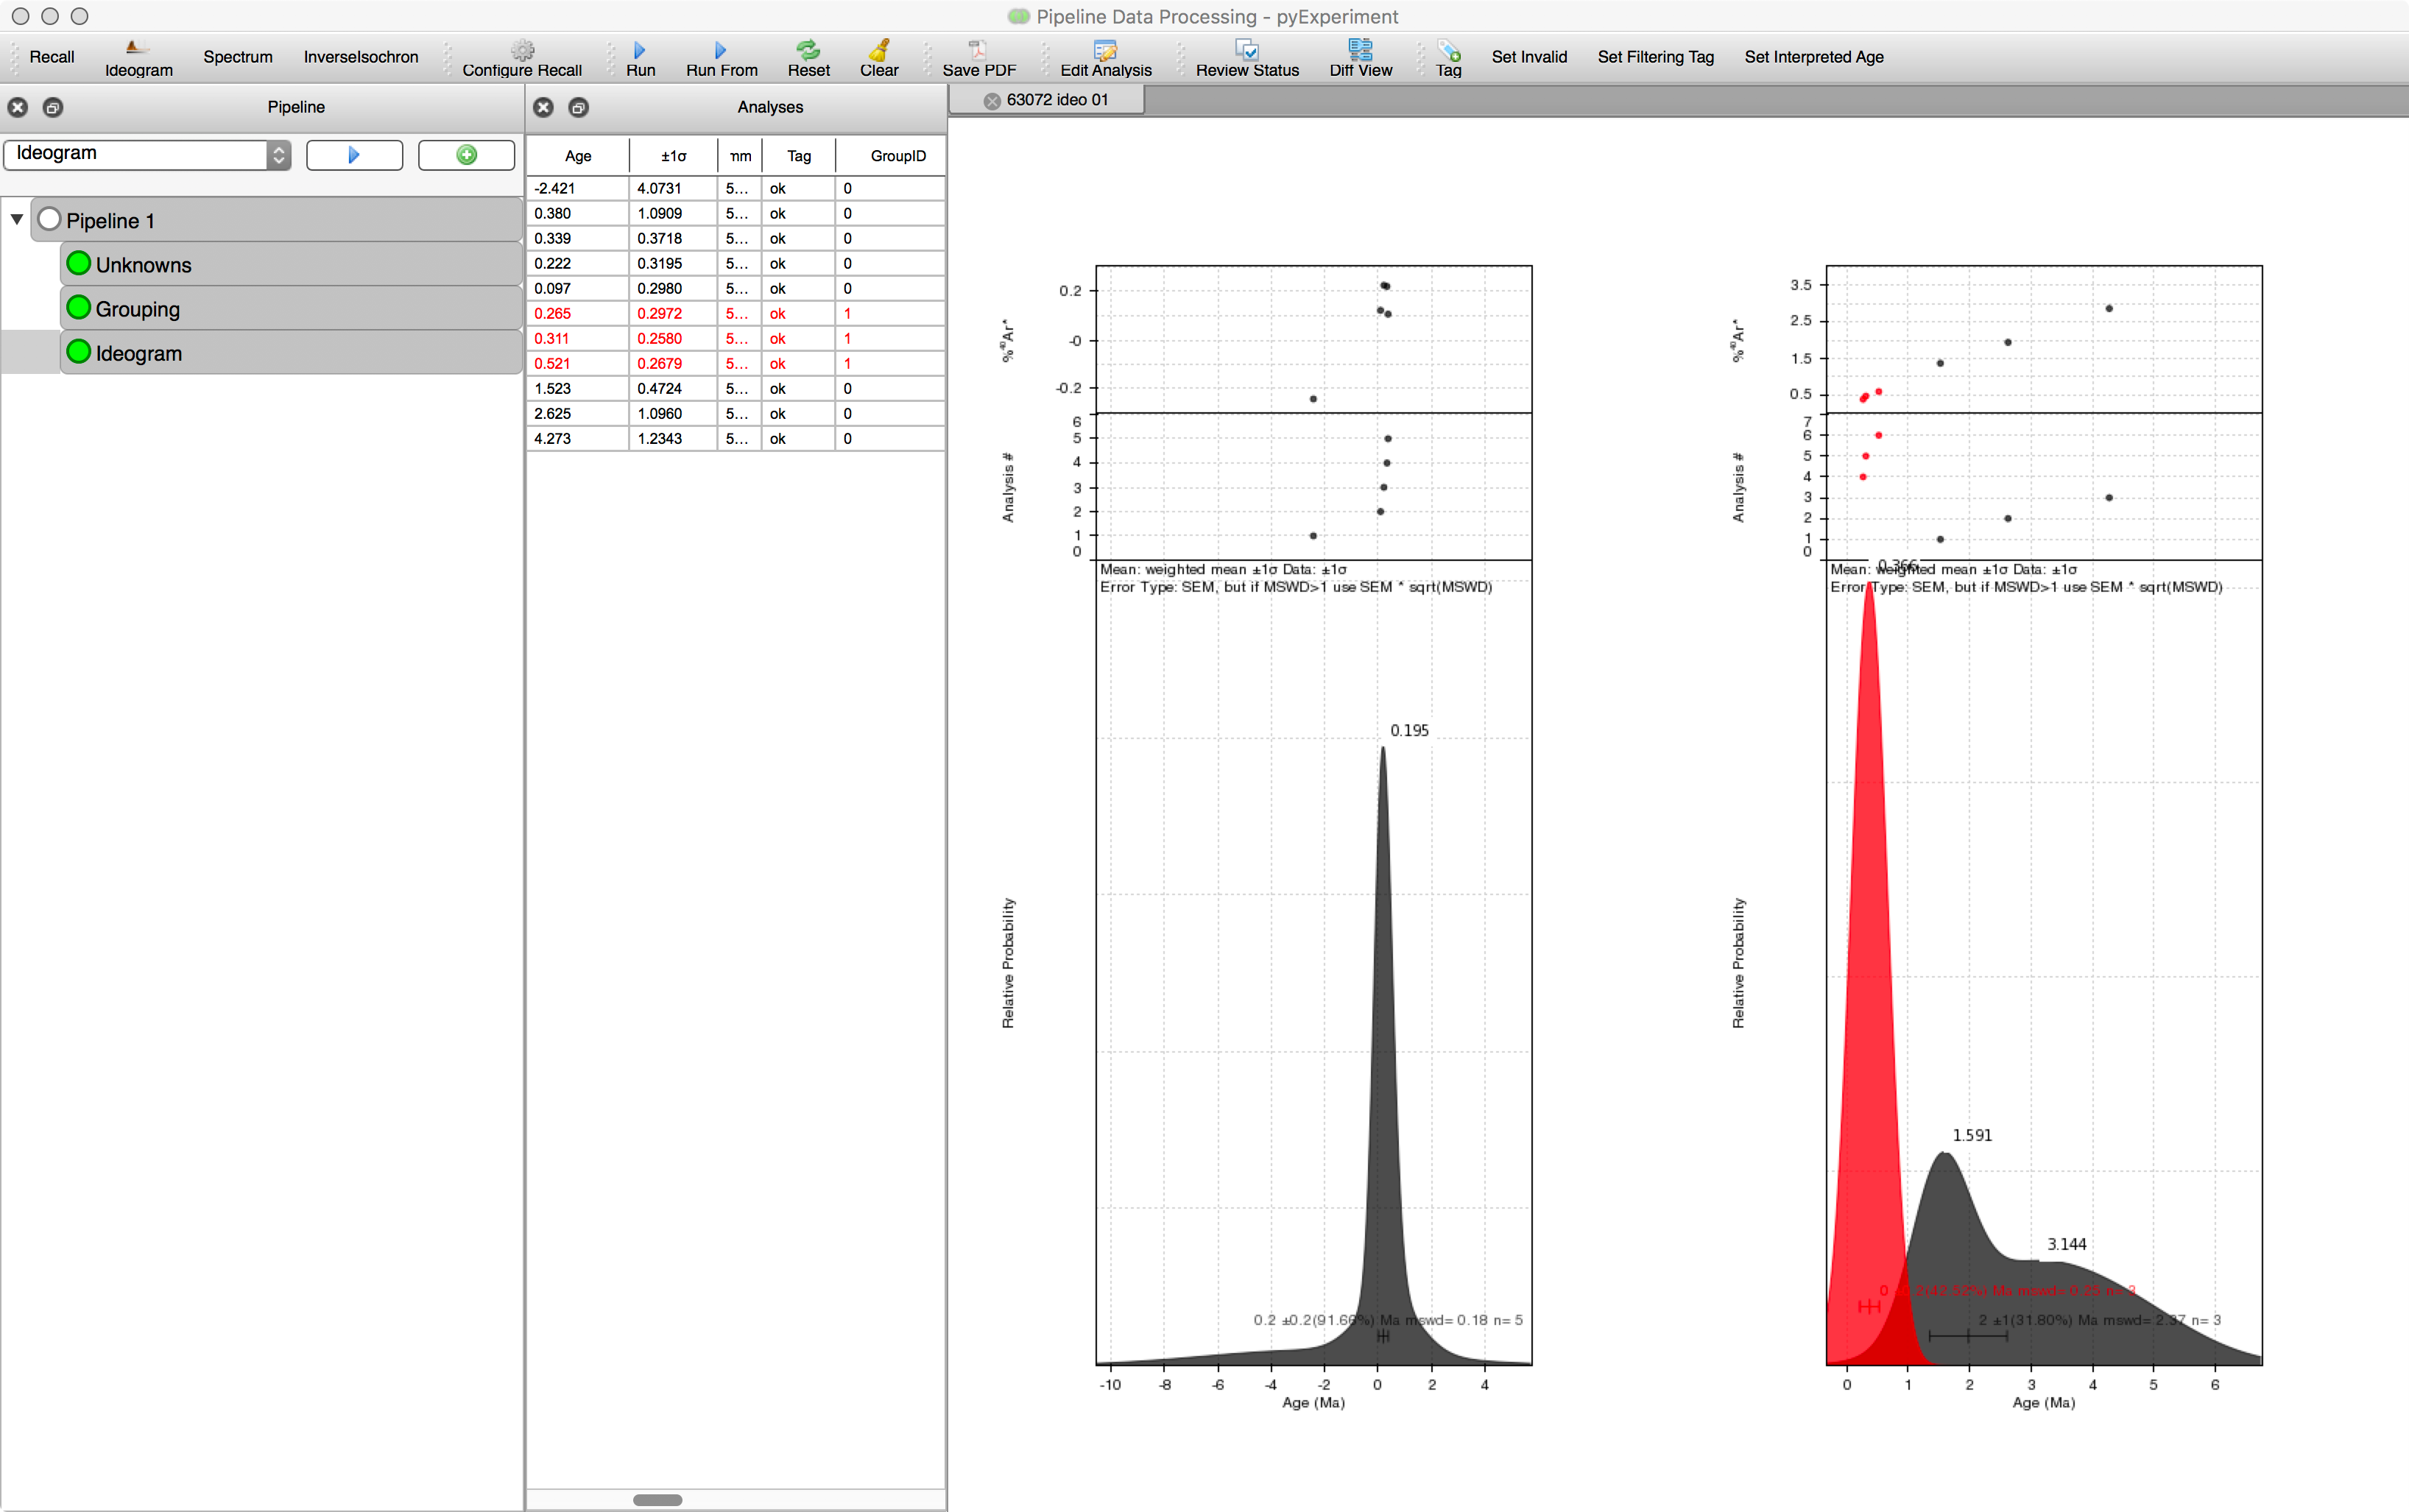 Pipeline Data Processing - pyExperiment
Recall Ideogram Spectrum InverseIsochron Configure Recall Run Run From Reset Clear Save PDF Edit Analysis Review Status Diff View Tag Set Invalid Set Filtering Tag Set Interpreted Age
Pipeline
Ideogram
Pipeline 1
Unknowns
Grouping
Ideogram
Analyses
Age ±1σ Tag GroupID
-2.421 4.0731 5... ok 0
0.380 1.0909 5... ok 0
0.339 0.3718 5... ok 0
0.222 0.3195 5... ok 0
0.097 0.2980 5... ok 0
0.265 0.2972 5... ok 1
0.311 0.2580 5... ok 1
0.521 0.2679 5... ok 1
1.523 0.4724 5... ok 0
2.625 1.0960 5... ok 0
4.273 1.2343 5... ok 0
63072 ideo 01
%⁴⁰Ar*
0.2
-0
-0.2
Analysis #
6
5
4
3
2
1
0
Mean: weighted mean ±1σ Data: ±1σ
Error Type: SEM, but if MSWD>1 use SEM * sqrt(MSWD)
0.195
Relative Probability
0.2 ±0.2(91.66%) Ma mswd= 0.18 n= 5
-10 -8 -6 -4 -2 0 2 4
Age (Ma)
%⁴⁰Ar*
3.5
2.5
1.5
0.5
Analysis #
7
6
5
4
3
2
1
0
0.366
Mean: weighted mean ±1σ Data: ±1σ
Error Type: SEM, but if MSWD>1 use SEM * sqrt(MSWD)
Relative Probability
1.591
3.144
2(42.52%) Ma mswd= 0.25 n= 3
2 ±1(31.80%) Ma mswd= 2.37 n= 3
0 1 2 3 4 5 6
Age (Ma)